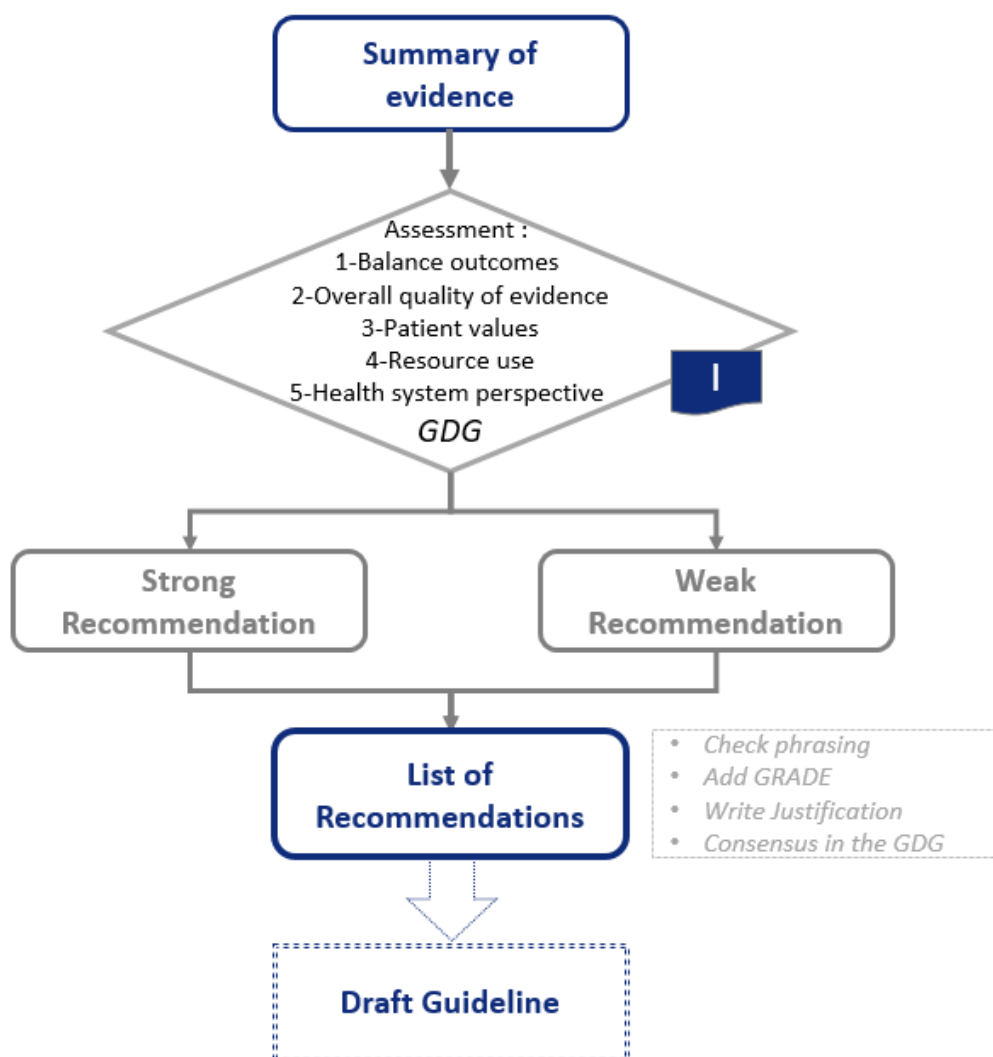 Summary of
evidence
Assessment :
1-Balance outcomes
2-Overall quality of evidence
3-Patient values
4-Resource use
5-Health system perspective
GDG
I
Strong
Recommendation
Weak
Recommendation
List of
Recommendations
• Check phrasing
• Add GRADE
• Write Justification
• Consensus in the GDG
Draft Guideline